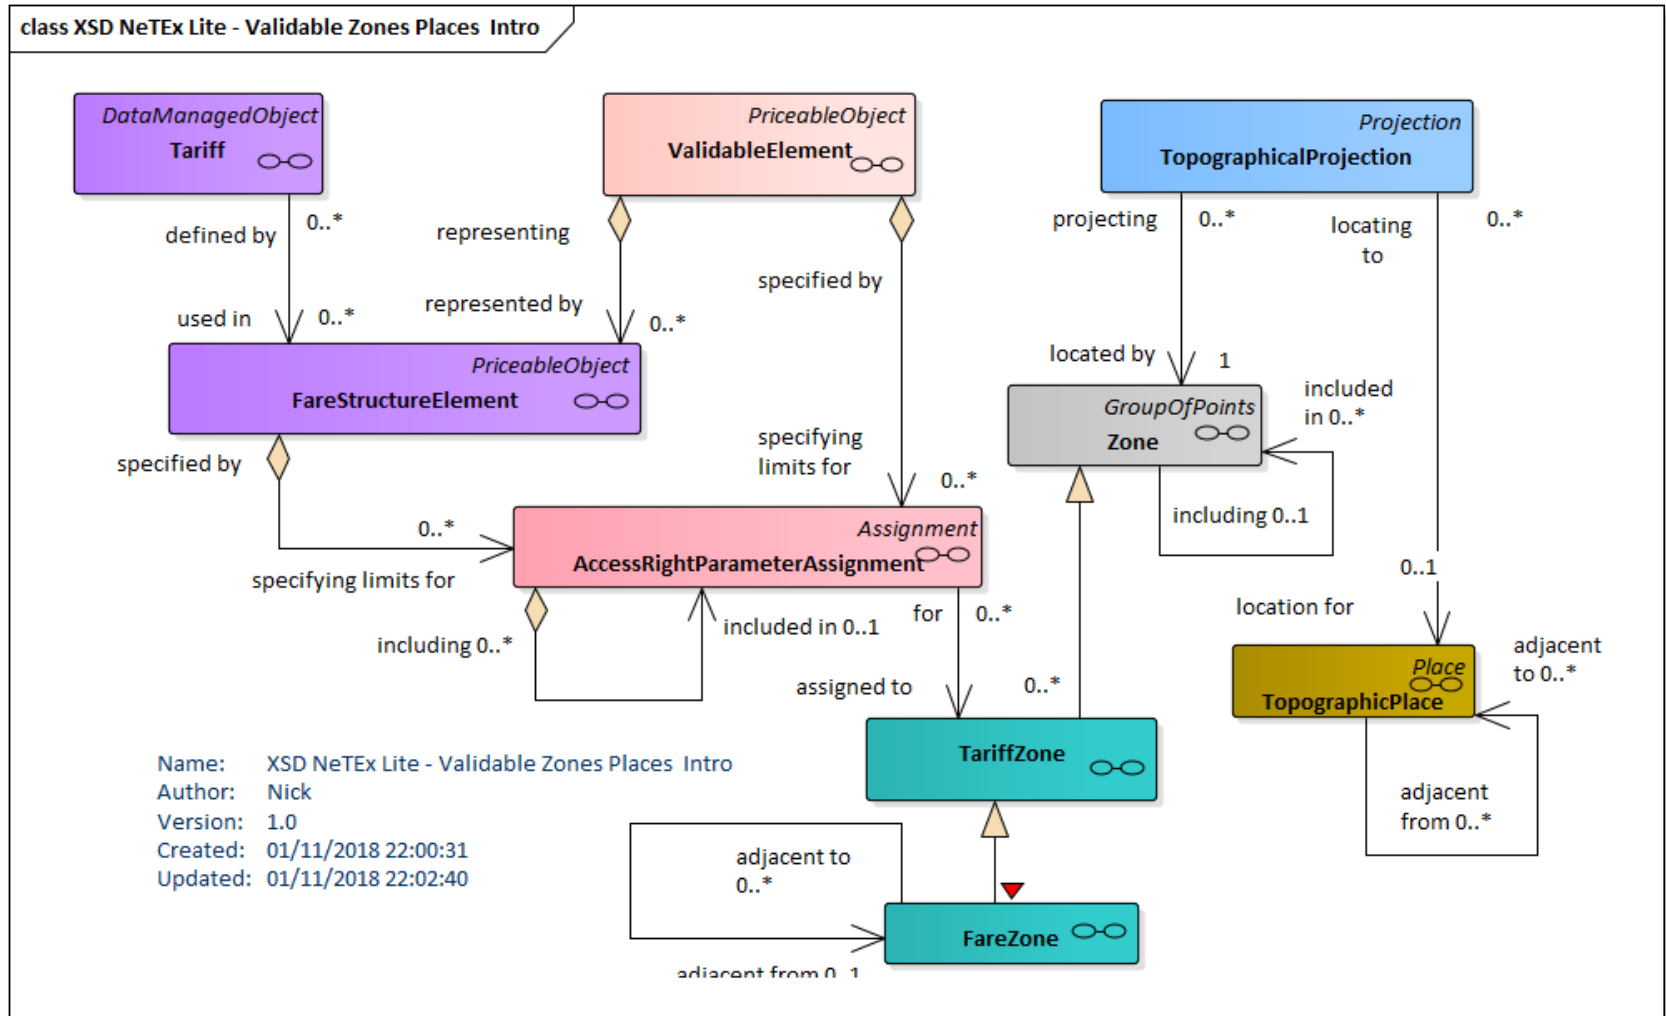 class XSD NeTEx Lite - Validable Zones Places  Intro
DataManagedObject
Tariff
PriceableObject
ValidableElement
Projection
TopographicalProjection
0..*
defined by
used in
0..*
representing
represented by
0..*
specified by
specifying
limits for
0..*
projecting
0..*
locating
to
0..*
located by
1
PriceableObject
FareStructureElement
GroupOfPoints
Zone
included
in 0..*
including 0..1
specified by
0..*
specifying limits for
Assignment
AccessRightParameterAssignment
including 0..*
included in 0..1
for
0..*
assigned to
0..*
0..1
location for
Place
TopographicPlace
adjacent
to 0..*
adjacent
from 0..*
TariffZone
Name: XSD NeTEx Lite - Validable Zones Places  Intro
Author: Nick
Version: 1.0
Created: 01/11/2018 22:00:31
Updated: 01/11/2018 22:02:40
adjacent to
0..*
FareZone
adjacent from 0..1